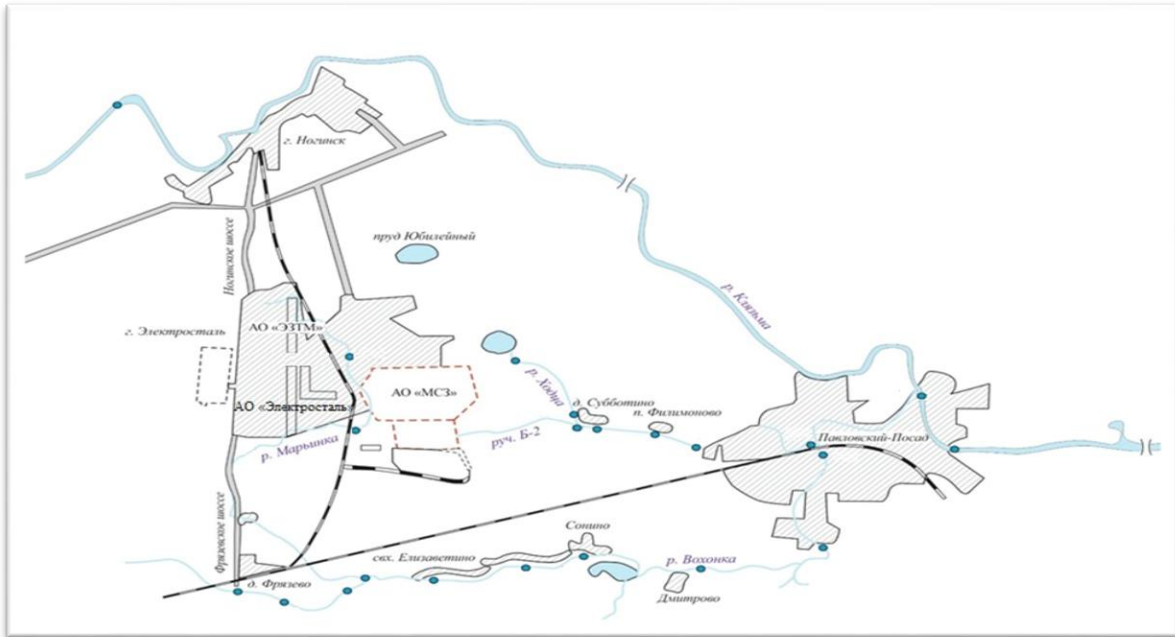 г. Ногинск
Ногинское шоссе
пруд Юбилейный
р. Клязьма
г. Электросталь
АО «ЭЗТМ»
АО «МСЗ»
р. Ходца
д. Субботино
п. Филимоново
АО «Электросталь»
р. Марьинка
руч. Б-2
Павловский-Посад
Фрязевское шоссе
Сонино
свх. Елизаветино
р. Вохонка
д. Фрязево
Дмитрово